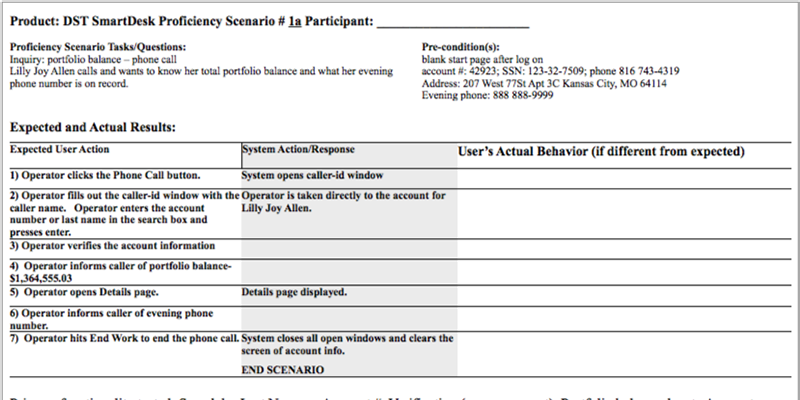 Product: DST SmartDesk Proficiency Scenario # 1a Participant: ____________________
Proficiency Scenario Tasks/Questions:
Inquiry: portfolio balance – phone call
Lilly Joy Allen calls and wants to know her total portfolio balance and what her evening
phone number is on record.
Pre-condition(s):
blank start page after log on
account #: 42923; SSN: 123-32-7509; phone 816 743-4319
Address: 207 West 77St Apt 3C Kansas City, MO 64114
Evening phone: 888 888-9999
Expected and Actual Results:
Expected User Action
System Action/Response
User's Actual Behavior (if different from expected)
1) Operator clicks the Phone Call button.
System opens caller-id window
2) Operator fills out the caller-id window with the
caller name. Operator enters the account
number or last name in the search box and
presses enter.
Operator is taken directly to the account for
Lilly Joy Allen.
3) Operator verifies the account information
4) Operator informs caller of portfolio balance-
$1,364,555.03
5) Operator opens Details page.
Details page displayed.
6) Operator informs caller of evening phone
number.
7) Operator hits End Work to end the phone call.
System closes all open windows and clears the
screen of account info.
END SCENARIO